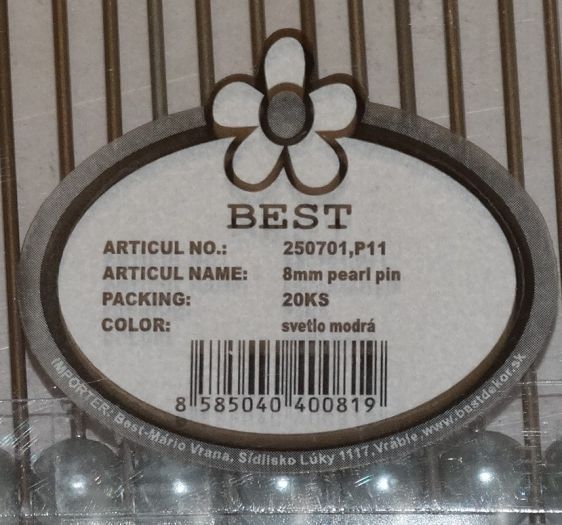 BEST
ARTICUL NO.: 250701,P11
ARTICUL NAME: 8mm pearl pin
PACKING: 20KS
COLOR: svetlo modrá
8 585040 400819
IMPORTER: Best-Mário Vrana, Sídlisko Lúky 1117, Vráble www.bestdekor.sk